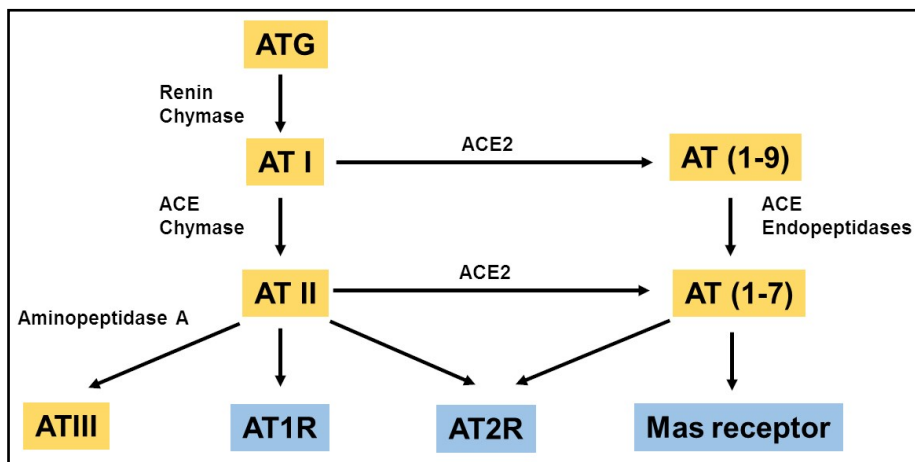 ATG
Renin
Chymase
ACE2
AT I
AT (1-9)
ACE
Chymase
ACE
Endopeptidases
ACE2
AT II
AT (1-7)
Aminopeptidase A
ATIII
AT1R
AT2R
Mas receptor